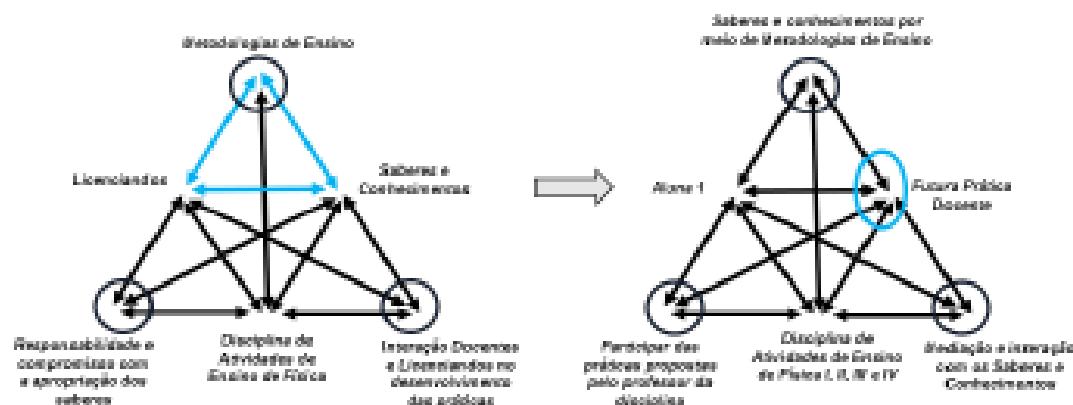 Metodologias de Ensino
Licenciandos
Saberes e
Conhecimentos
Responsabilidade e
compromisso com
a apropriação dos
saberes
Disciplina de
Atividades de
Ensino de Física
Interação Docentes
e Licenciandos no
desenvolvimento
das práticas
Saberes e conhecimentos por
meio de Metodologias de Ensino
Aluno 1
Futura Prática
Docente
Participar das
práticas propostas
pelo professor da
disciplina
Disciplina de
Atividades de Ensino
de Física I, II, III e IV
Mediação e interação
com os Saberes e
Conhecimentos